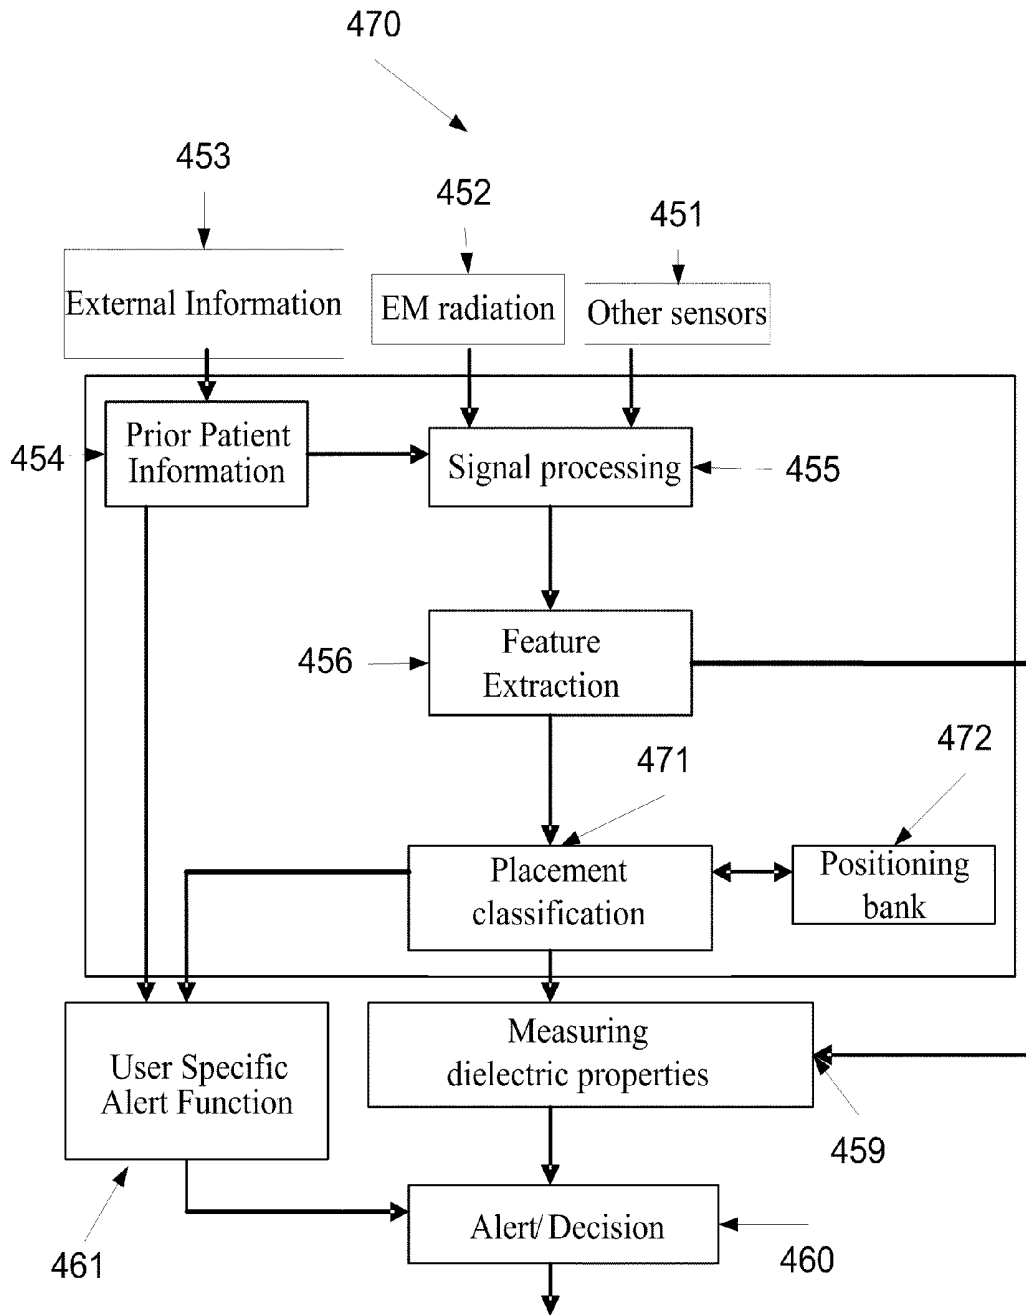 470
453
452
451
External Information
EM radiation
Other sensors
454
Prior Patient
Information
Signal processing
455
456
Feature
Extraction
471
472
Placement
classification
Positioning
bank
User Specific
Alert Function
Measuring
dielectric properties
459
461
Alert/ Decision
460